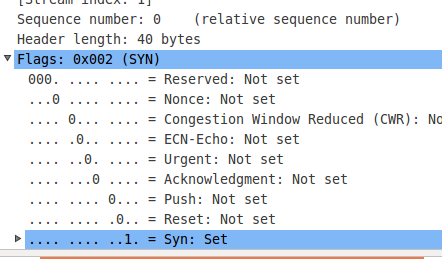 [Stream index: 1]
Sequence number: 0    (relative sequence number)
Header length: 40 bytes
Flags: 0x002 (SYN)
000. .... .... = Reserved: Not set
...0 .... .... = Nonce: Not set
.... 0... .... = Congestion Window Reduced (CWR): No
.... .0.. .... = ECN-Echo: Not set
.... ..0. .... = Urgent: Not set
.... ...0 .... = Acknowledgment: Not set
.... .... 0... = Push: Not set
.... .... .0.. = Reset: Not set
.... .... ..1. = Syn: Set